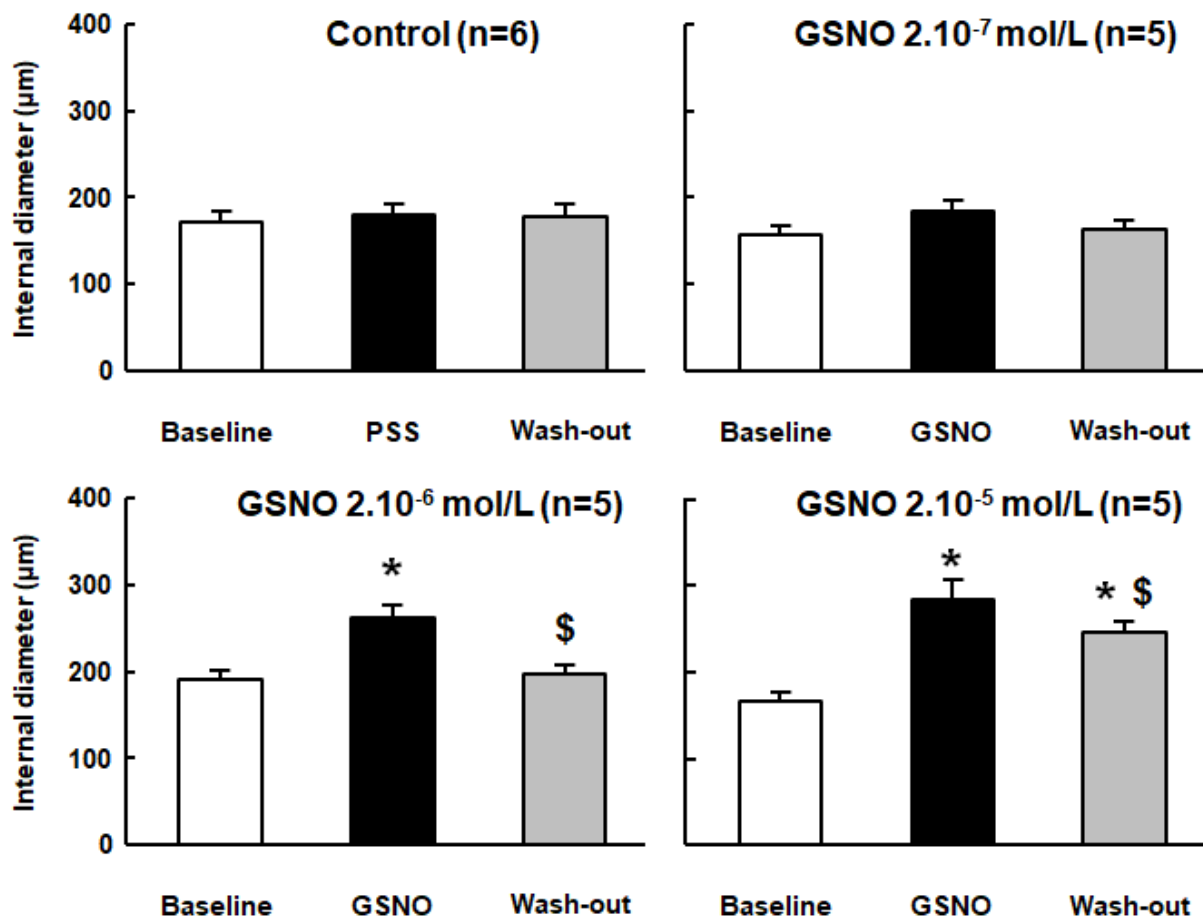 Control (n=6)
Internal diameter (µm)
400
300
200
100
0
Baseline PSS Wash-out
GSNO 2.10⁻⁷ mol/L (n=5)
Baseline GSNO Wash-out
GSNO 2.10⁻⁶ mol/L (n=5)
Internal diameter (µm)
400
300
200
100
0
*
$
Baseline GSNO Wash-out
GSNO 2.10⁻⁵ mol/L (n=5)
*
* $
Baseline GSNO Wash-out